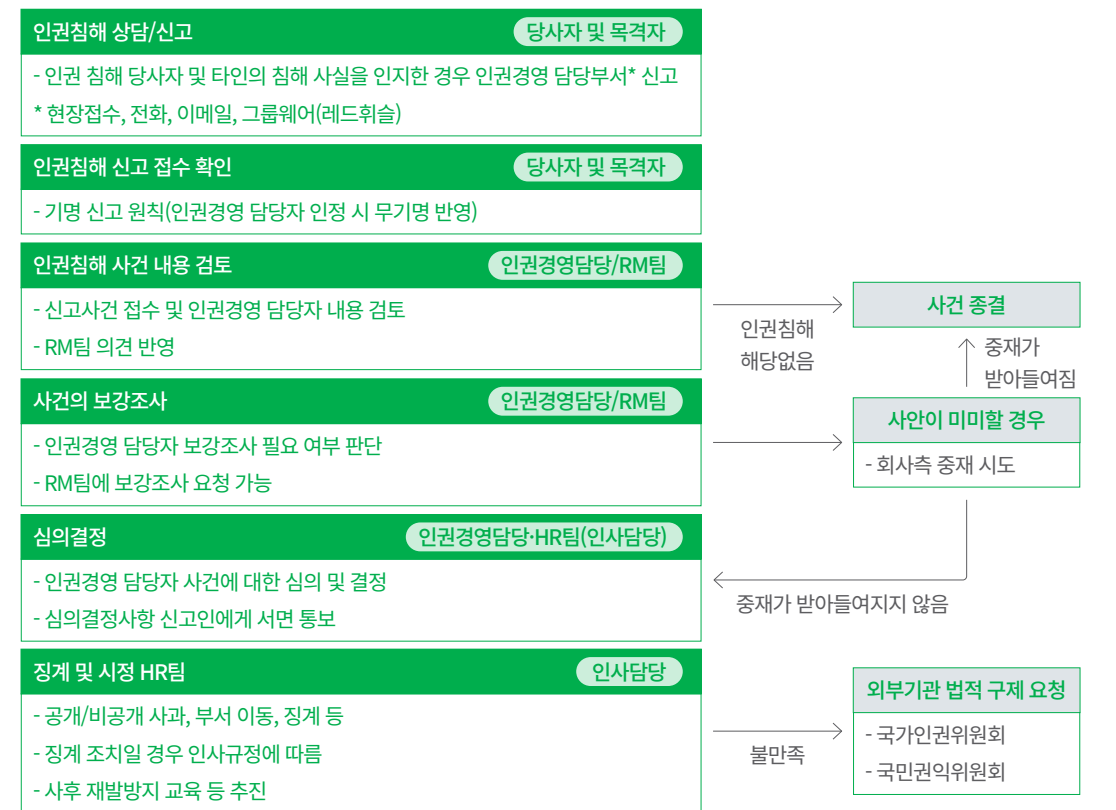 인권침해 상담/신고 당사자 및 목격자
- 인권 침해 당사자 및 타인의 침해 사실을 인지한 경우 인권경영 담당부서* 신고
* 현장접수, 전화, 이메일, 그룹웨어(레드휘슬)
인권침해 신고 접수 확인 당사자 및 목격자
- 기명 신고 원칙(인권경영 담당자 인정 시 무기명 반영)
인권침해 사건 내용 검토 인권경영담당/RM팀
- 신고사건 접수 및 인권경영 담당자 내용 검토
- RM팀 의견 반영
인권침해
해당없음
사건 종결
중재가
받아들여짐
사건의 보강조사 인권경영담당/RM팀
- 인권경영 담당자 보강조사 필요 여부 판단
- RM팀에 보강조사 요청 가능
사안이 미미할 경우
- 회사측 중재 시도
심의결정 인권경영담당·HR팀(인사담당)
- 인권경영 담당자 사건에 대한 심의 및 결정
- 심의결정사항 신고인에게 서면 통보
중재가 받아들여지지 않음
징계 및 시정 HR팀 인사담당
- 공개/비공개 사과, 부서 이동, 징계 등
- 징계 조치일 경우 인사규정에 따름
- 사후 재발방지 교육 등 추진
불만족
외부기관 법적 구제 요청
- 국가인권위원회
- 국민권익위원회